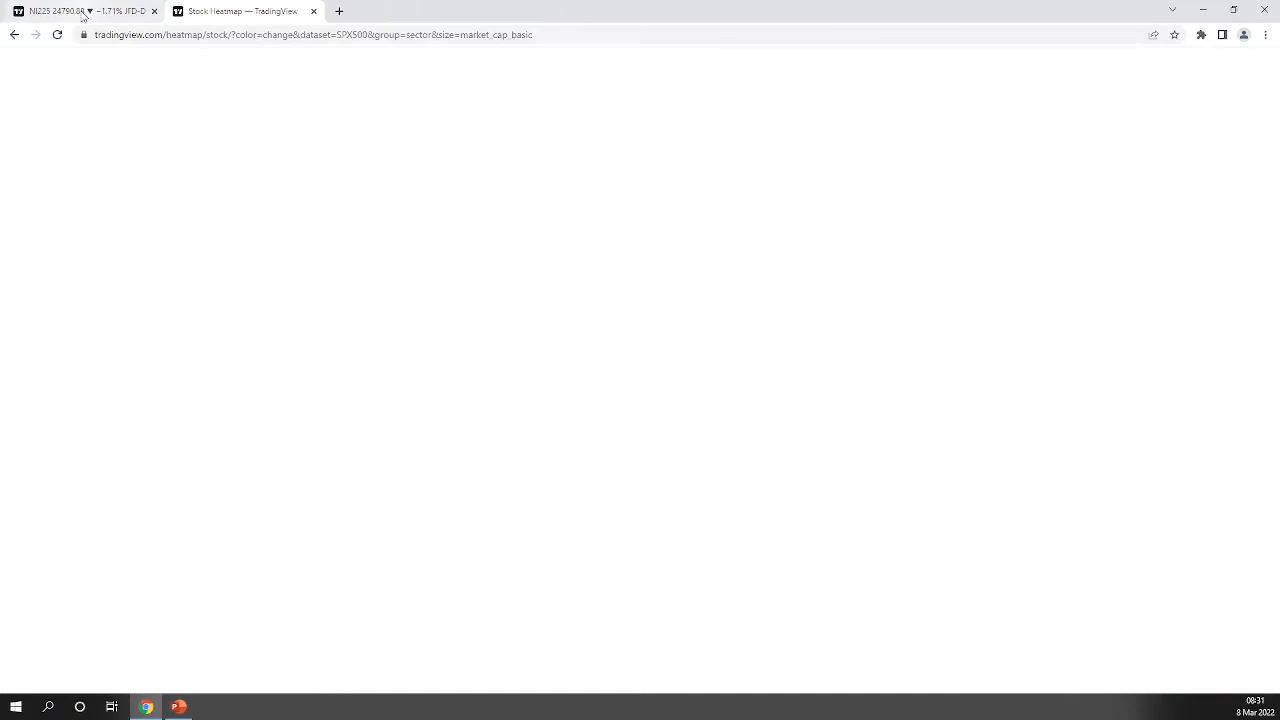 NI225 24790.88 ▼ −1.71% JFD-D
Stock Heatmap — TradingView
tradingview.com/heatmap/stock/?color=change&dataset=SPX500&group=sector&size=market_cap_basic
08:31
8 Mar 2022